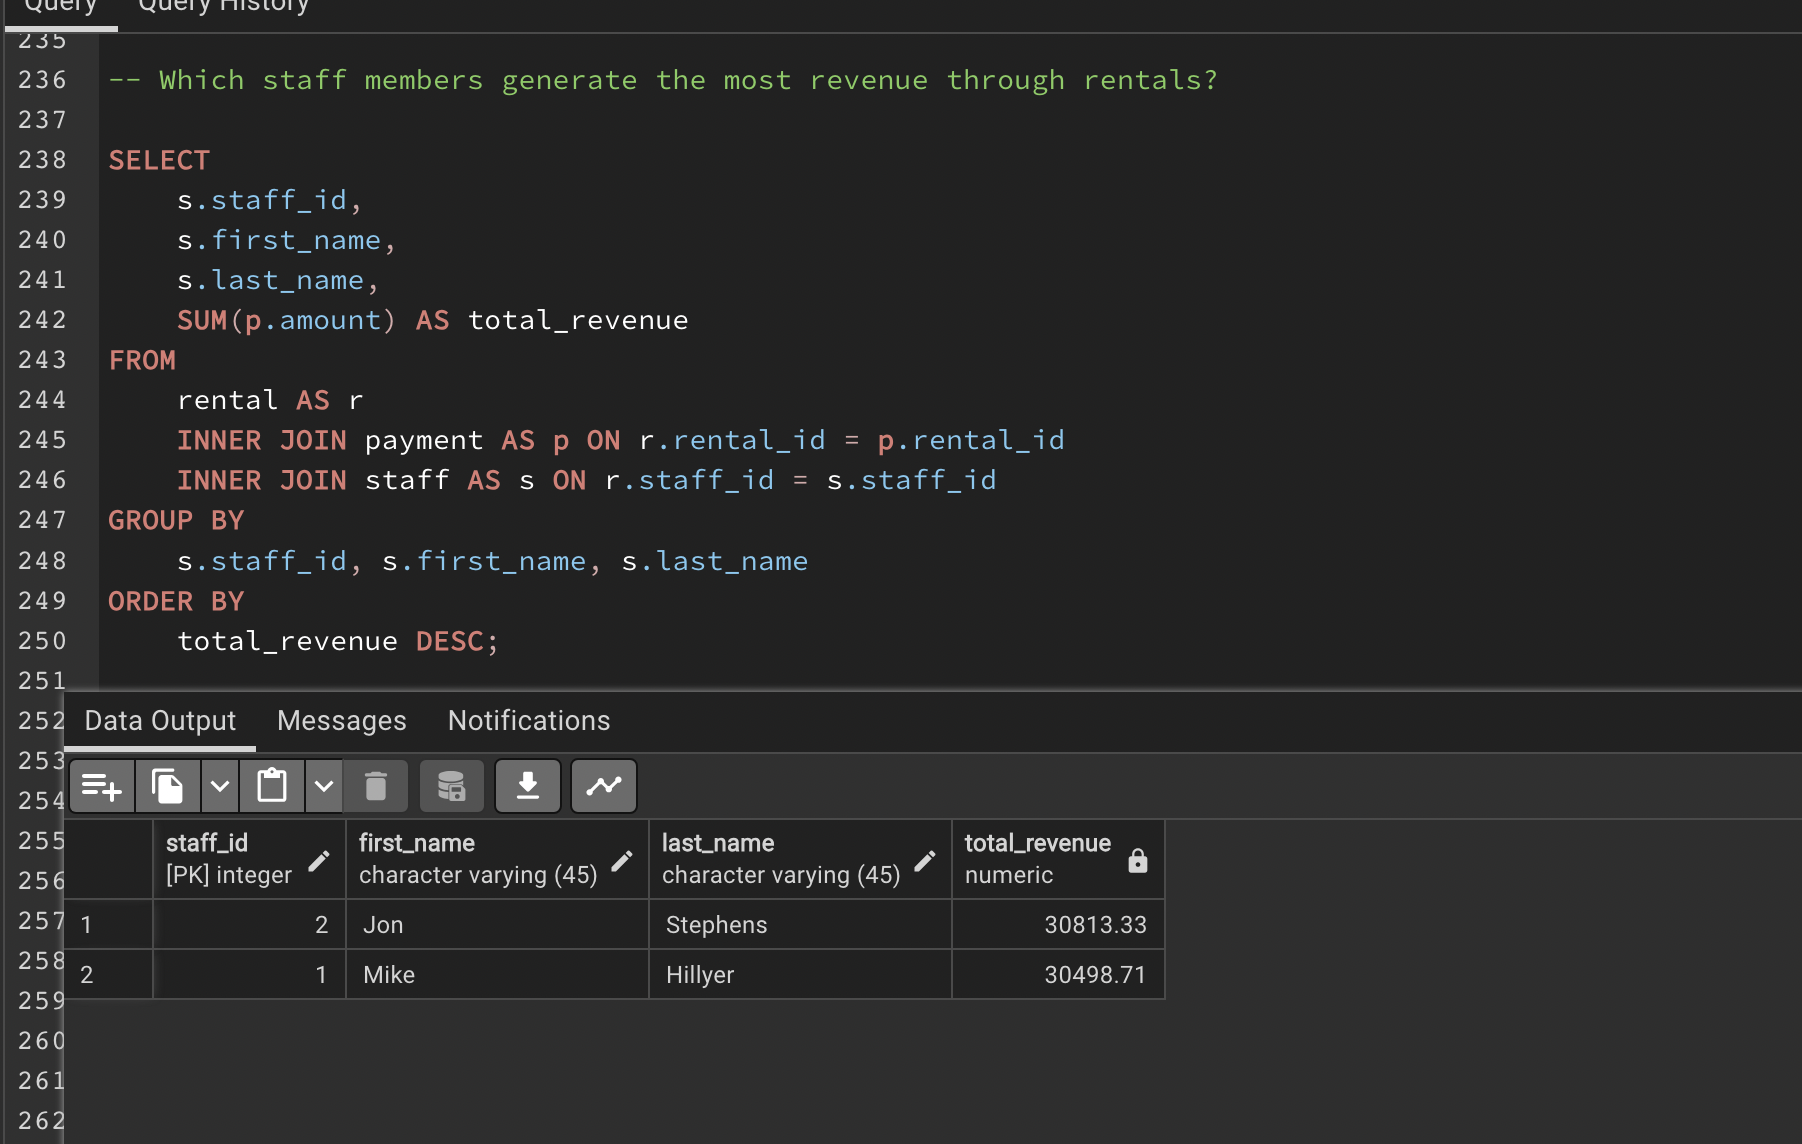 Query Query History
235
236 -- Which staff members generate the most revenue through rentals?
237
238 SELECT
239 s.staff_id,
240 s.first_name,
241 s.last_name,
242 SUM(p.amount) AS total_revenue
243 FROM
244 rental AS r
245 INNER JOIN payment AS p ON r.rental_id = p.rental_id
246 INNER JOIN staff AS s ON r.staff_id = s.staff_id
247 GROUP BY
248 s.staff_id, s.first_name, s.last_name
249 ORDER BY
250 total_revenue DESC;
251
252 Data Output Messages Notifications
253
254
255 staff_id first_name last_name total_revenue
256 [PK] integer character varying (45) character varying (45) numeric
257 1 2 Jon Stephens 30813.33
258 2 1 Mike Hillyer 30498.71
259
260
261
262